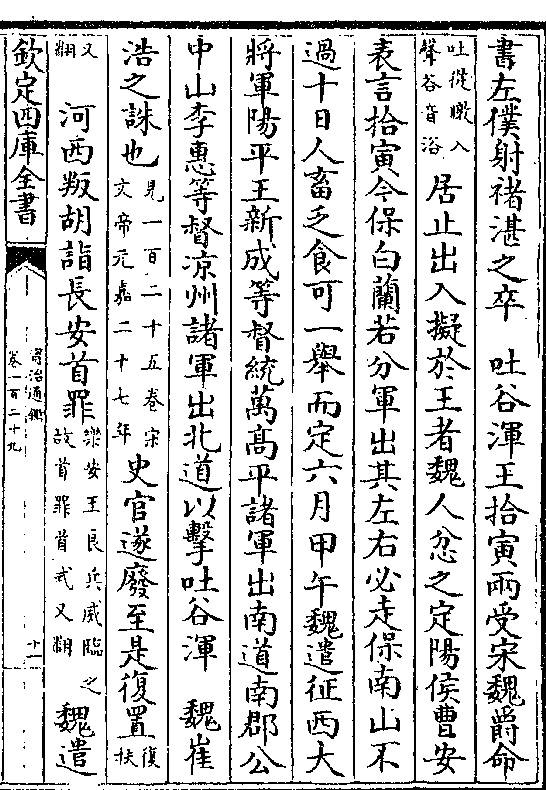 書左僕射禇湛之卒　吐谷渾王拾寅兩受宋魏爵命
吐從暾入
聲谷音浴
居止出入擬於王者魏人忿之定陽侯曹安
表言拾寅今保白蘭若分軍出其左右必走保南山不
過十日人畜乏食可一舉而定六月甲午魏遣征西大
將軍陽平王新成等督統萬高平諸軍出南道南郡公
中山李惠等督凉州諸軍出北道以擊吐谷渾　魏崔
浩之誅也
見一百二十五卷宋
文帝元嘉二十七年
史官遂廢至是復置
復扶
又
翻
河西叛胡詣長安首罪
樂安王良兵威臨之
故首罪首式又翻
魏遣
欽定四庫全書
資治通鑑
卷一百二十九
十一